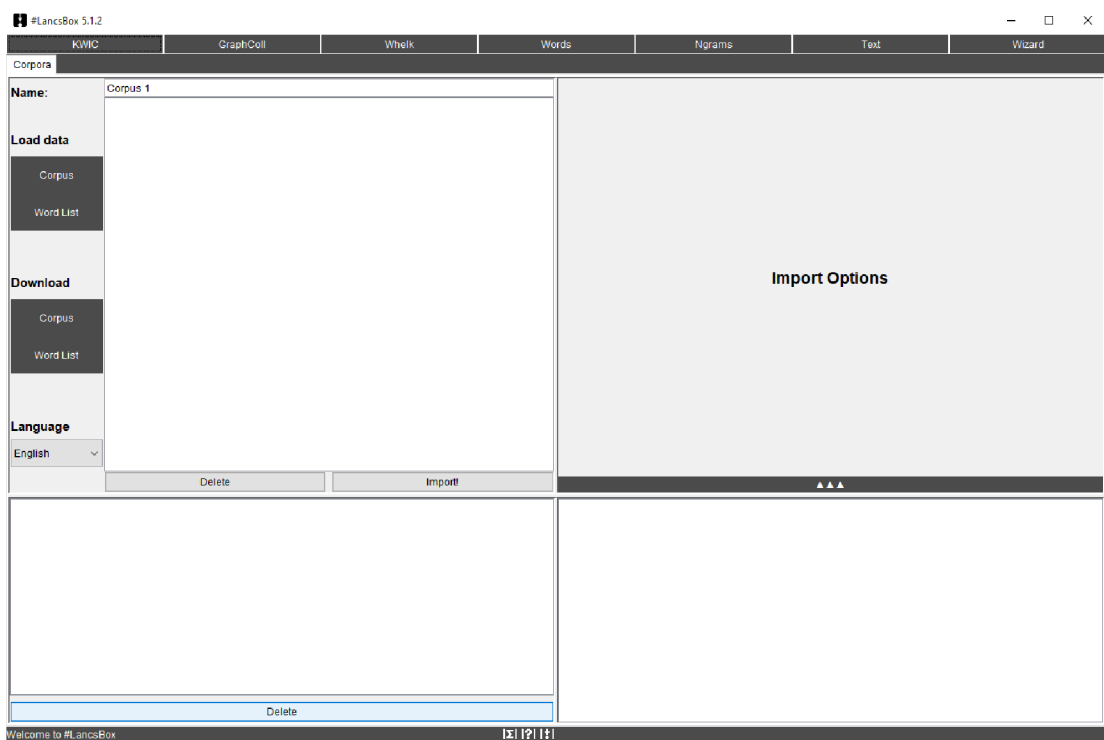 #LancsBox 5.1.2
KWIC GraphColl Whelk Words Ngrams Text Wizard
Corpora
Name: Corpus 1
Load data
Corpus
Word List
Import Options
Download
Corpus
Word List
Language
English
Delete Import!
▲▲▲
Delete
Welcome to #LancsBox |Σ| |?| |‡|